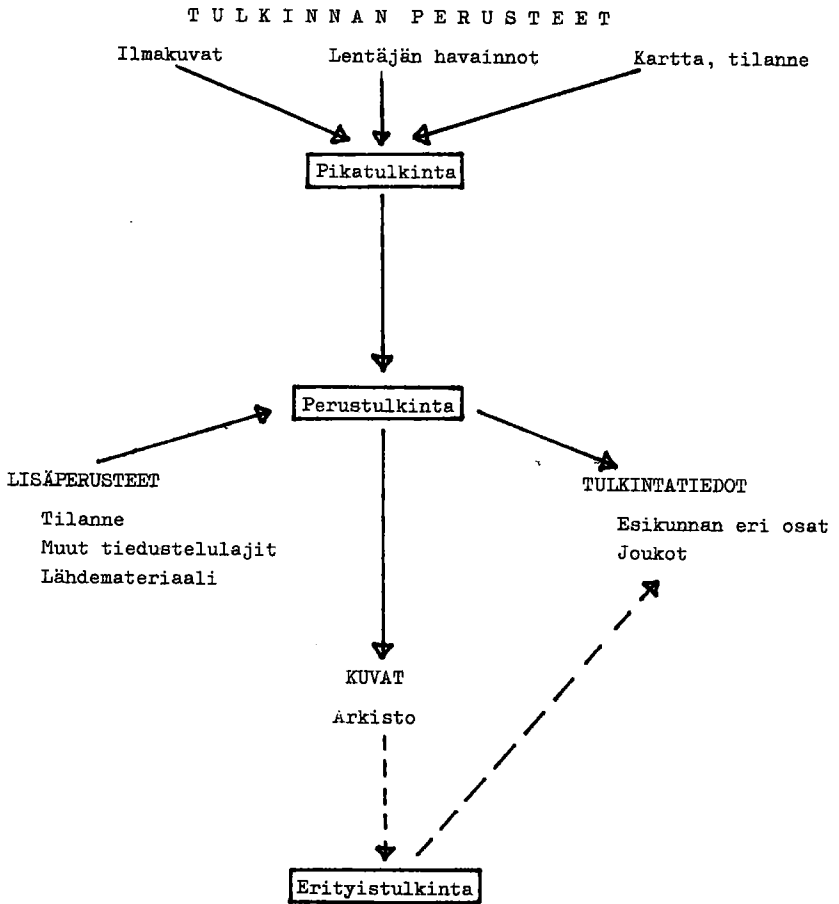 TULKINNAN PERUSTEET
Ilmakuvat
Lentäjän havainnot
Kartta, tilanne
Pikatulkinta
Perustulkinta
LISÄPERUSTEET
Tilanne
Muut tiedustelulajit
Lähdemateriaali
TULKINTATIEDOT
Esikunnan eri osat
Joukot
KUVAT
Arkisto
Erityistulkinta